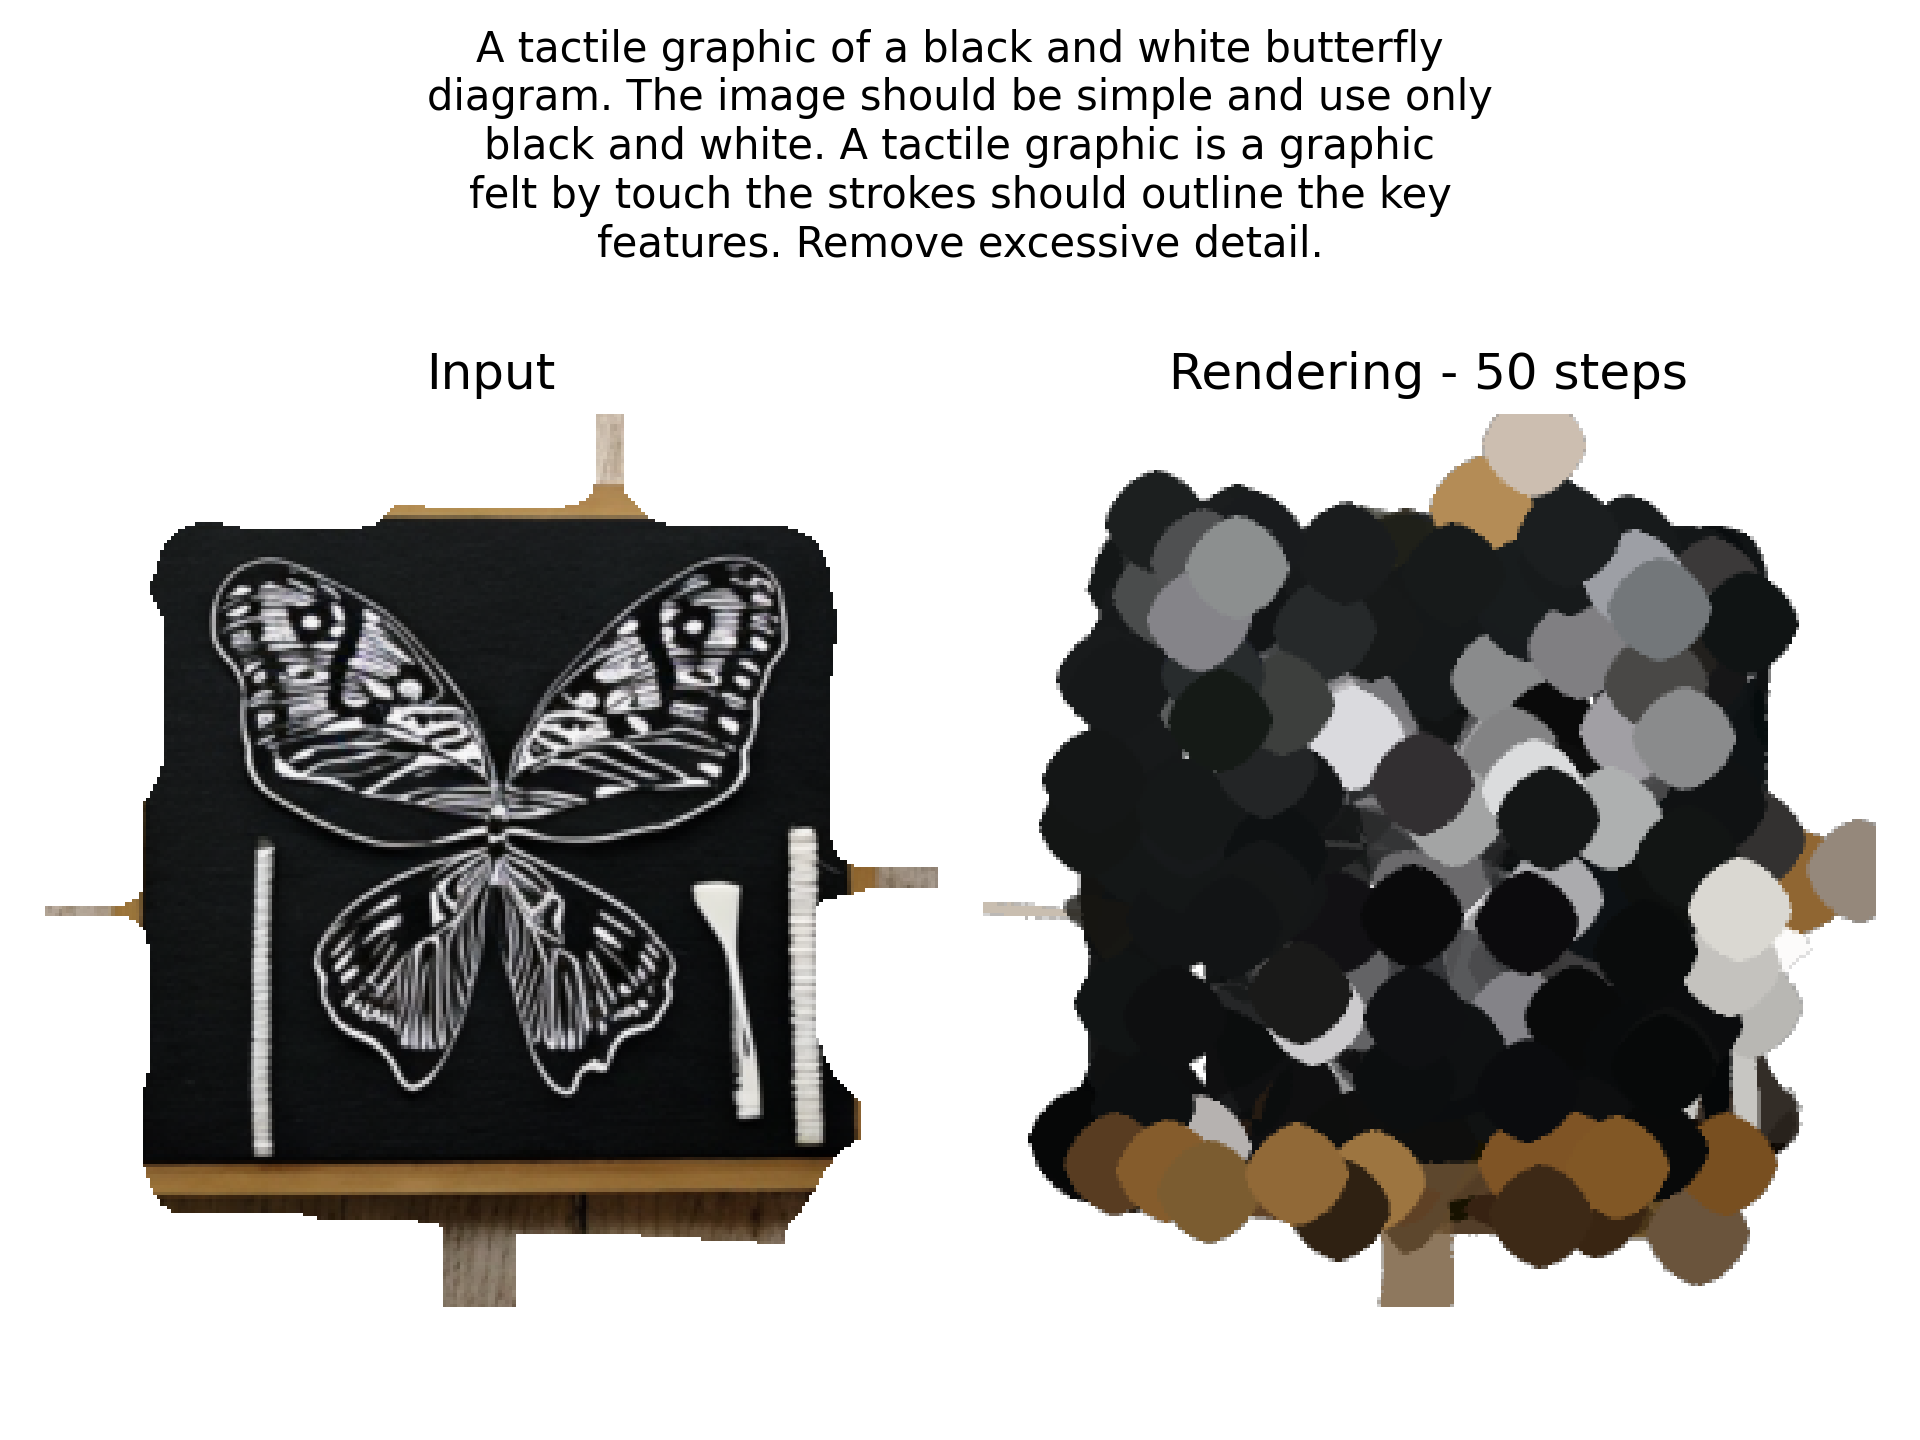 A tactile graphic of a black and white butterfly
diagram. The image should be simple and use only
black and white. A tactile graphic is a graphic
felt by touch the strokes should outline the key
features. Remove excessive detail.
Input
Rendering - 50 steps